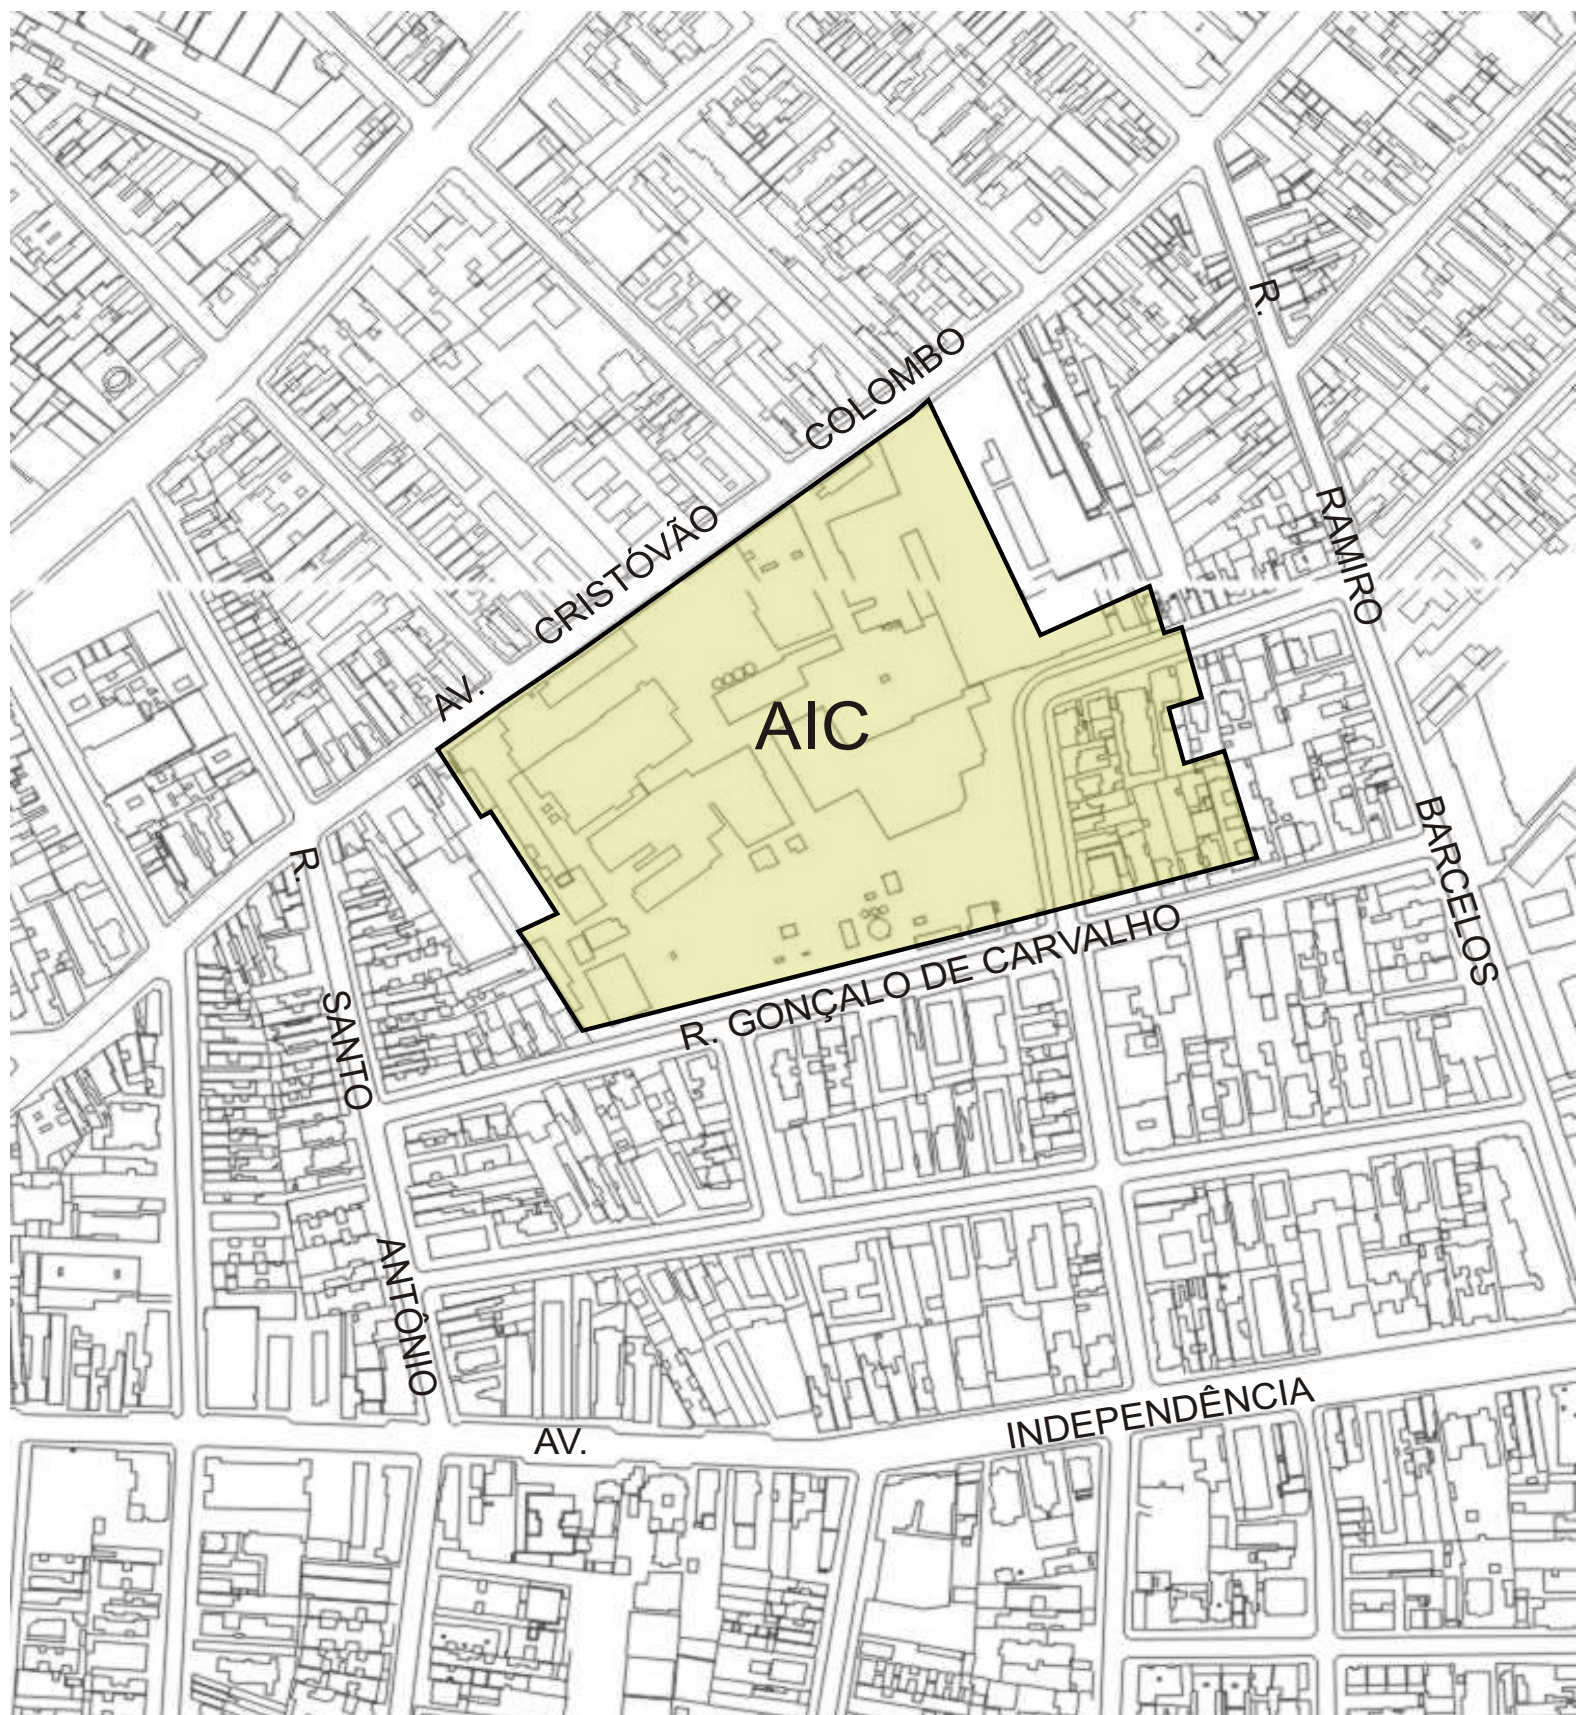 AV. CRISTÓVÃO COLOMBO
R. RAMIRO BARCELOS
AIC
R. SANTO ANTÔNIO
R. GONÇALO DE CARVALHO
AV. INDEPENDÊNCIA